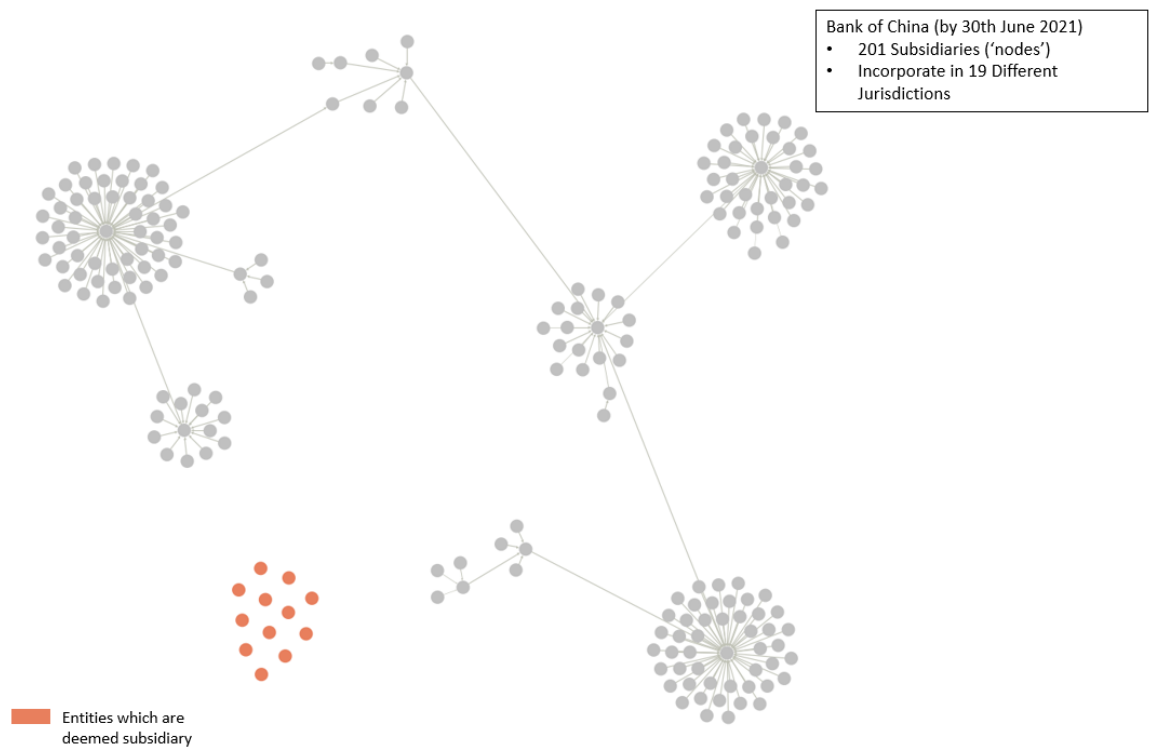 Bank of China (by 30th June 2021)
• 201 Subsidiaries (‘nodes’)
• Incorporate in 19 Different
Jurisdictions
Entities which are
deemed subsidiary